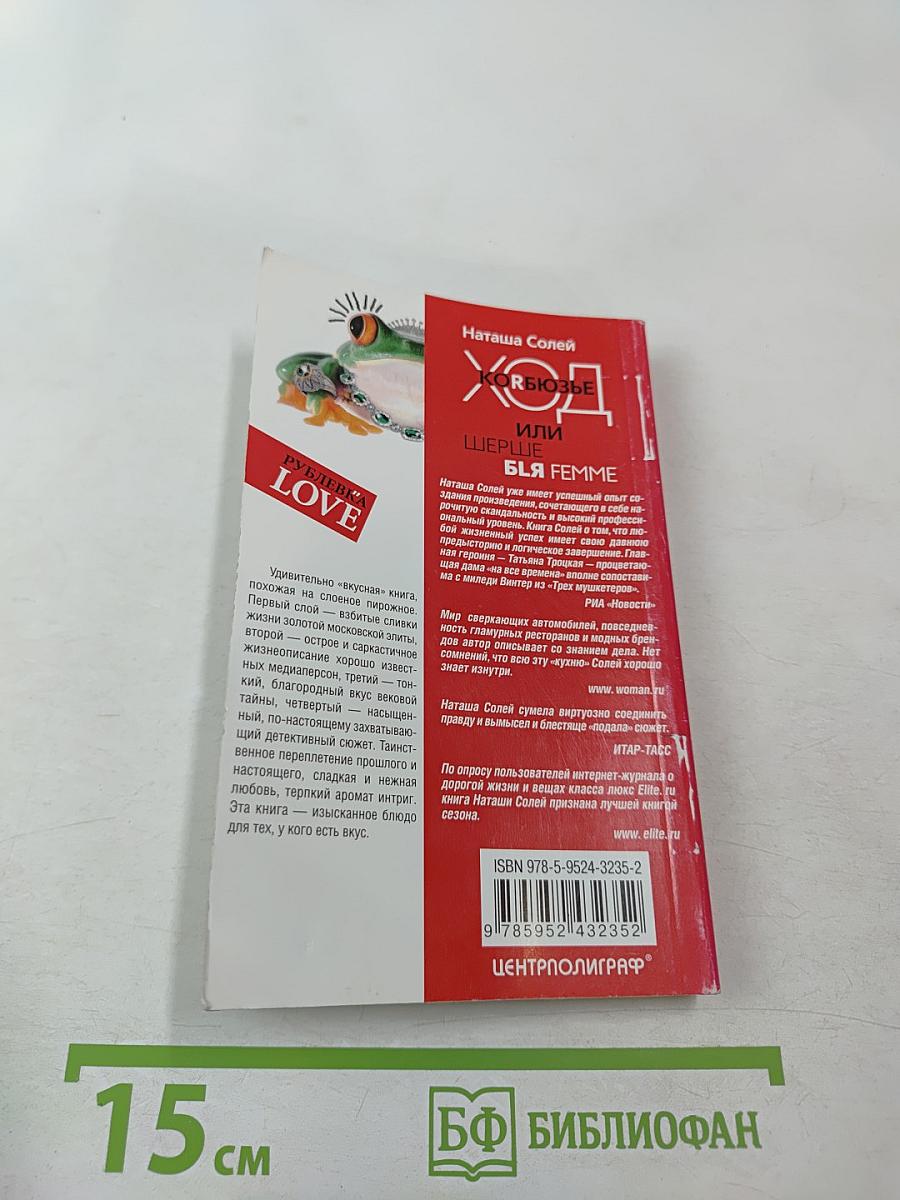 РУБЛЕВКА
LOVE
Удивительно «вкусная» книга,
похожая на слоеное пирожное.
Первый слой — взбитые сливки
жизни золотой московской элиты,
второй — острое и саркастичное
жизнеописание хорошо извест-
ных медиаперсон, третий — тон-
кий, благородный вкус вековой
тайны, четвертый — насыщен-
ный, по-настоящему захватываю-
щий детективный сюжет. Таинст-
венное переплетение прошлого и
настоящего, сладкая и нежная
любовь, терпкий аромат интриг.
Эта книга — изысканное блюдо
для тех, у кого есть вкус.
Наташа Солей
ХОД
КОRБЮЗЬЕ
ИЛИ
ШЕРШЕ
БLЯ FEMME
Наташа Солей уже имеет успешный опыт со-
здания произведения, сочетающего в себе на-
рочитую скандальность и высокий професси-
ональный уровень. Книга Солей о том, что лю-
бой жизненный успех имеет свою давнюю
предысторию и логическое завершение. Глав-
ная героиня — Татьяна Троцкая — процветаю-
щая дама «на все времена» вполне сопостави-
ма с миледи Винтер из «Трех мушкетеров».
РИА «Новости»
Мир сверкающих автомобилей, повседнев-
ность гламурных ресторанов и модных брен-
дов автор описывает со знанием дела. Нет
сомнений, что всю эту «кухню» Солей хорошо
знает изнутри.
www. woman.ru
Наташа Солей сумела виртуозно соединить
правду и вымысел и блестяще «подала» сюжет.
ИТАР-ТАСС
По опросу пользователей интернет-журнала о
дорогой жизни и вещах класса люкс Elite. ru
книга Наташи Солей признана лучшей книгой
сезона.
www. elite.ru
ISBN 978-5-9524-3235-2
9 785952 432352
ЦЕНТРПОЛИГРАФ®
15 см
БФ БИБЛИОФАН